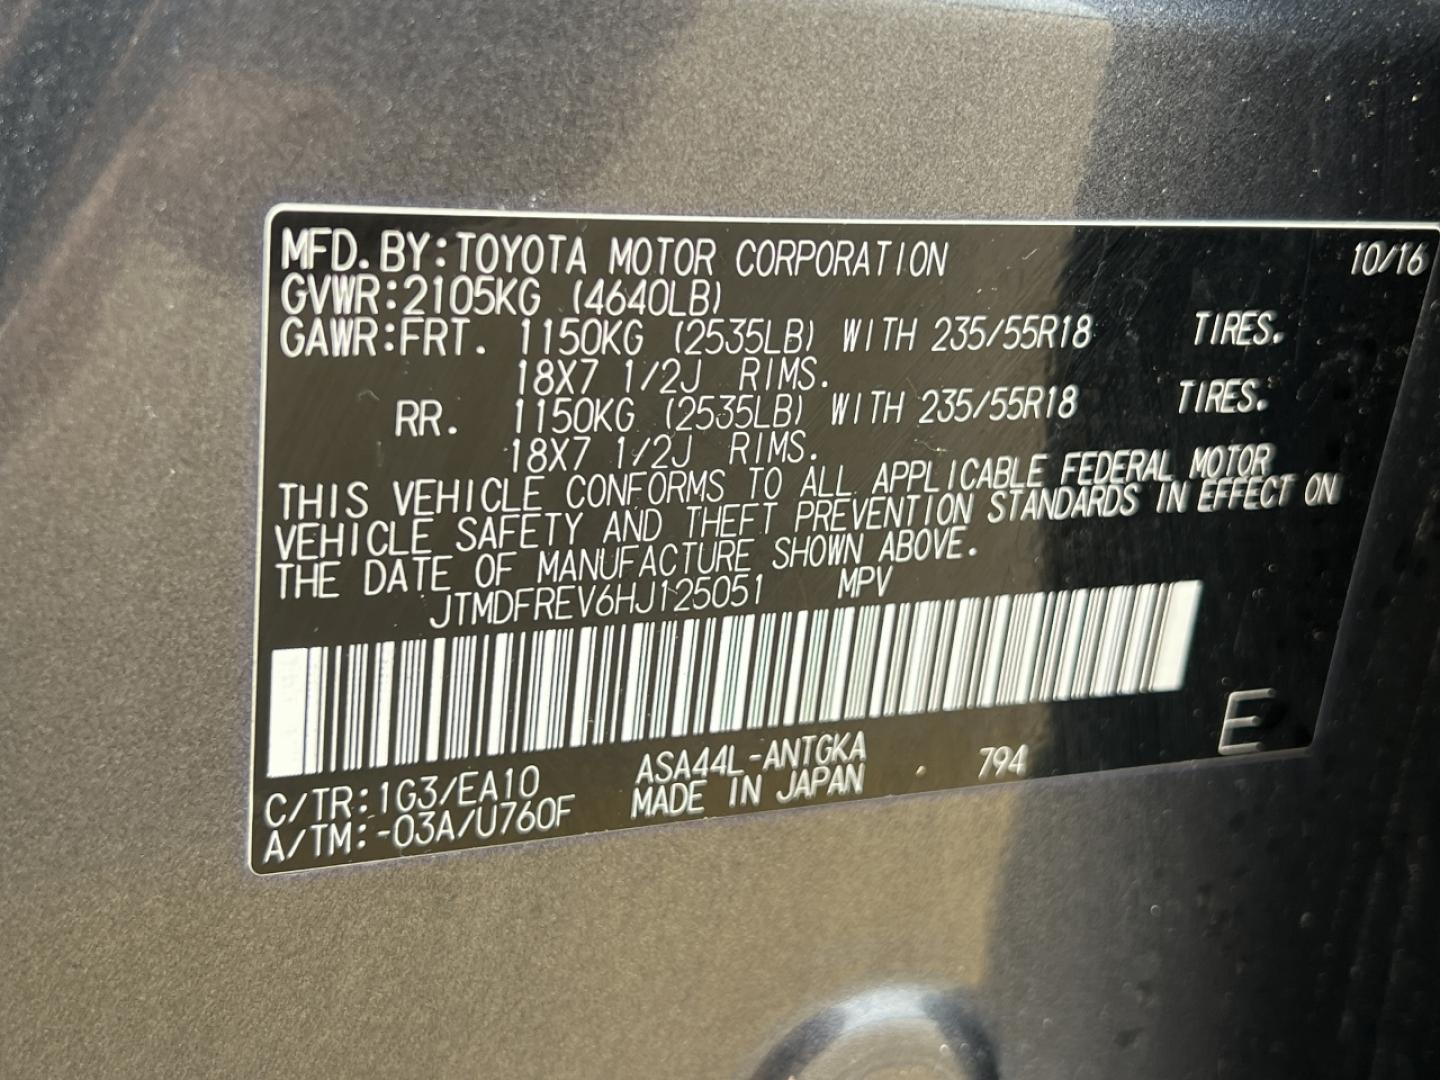 MFD. BY: TOYOTA MOTOR CORPORATION 10/16
GVWR: 2105KG (4640LB)
GAWR: FRT. 1150KG (2535LB) WITH 235/55R18 TIRES.
18X7 1/2J RIMS.
RR. 1150KG (2535LB) WITH 235/55R18 TIRES.
18X7 1/2J RIMS.
THIS VEHICLE CONFORMS TO ALL APPLICABLE FEDERAL MOTOR
VEHICLE SAFETY AND THEFT PREVENTION STANDARDS IN EFFECT ON
THE DATE OF MANUFACTURE SHOWN ABOVE.
JTMDFREV6HJ125051 MPV
E
C/TR: 1G3/EA10 ASA44L-ANTGKA 794
A/TM: -03A/U760F MADE IN JAPAN